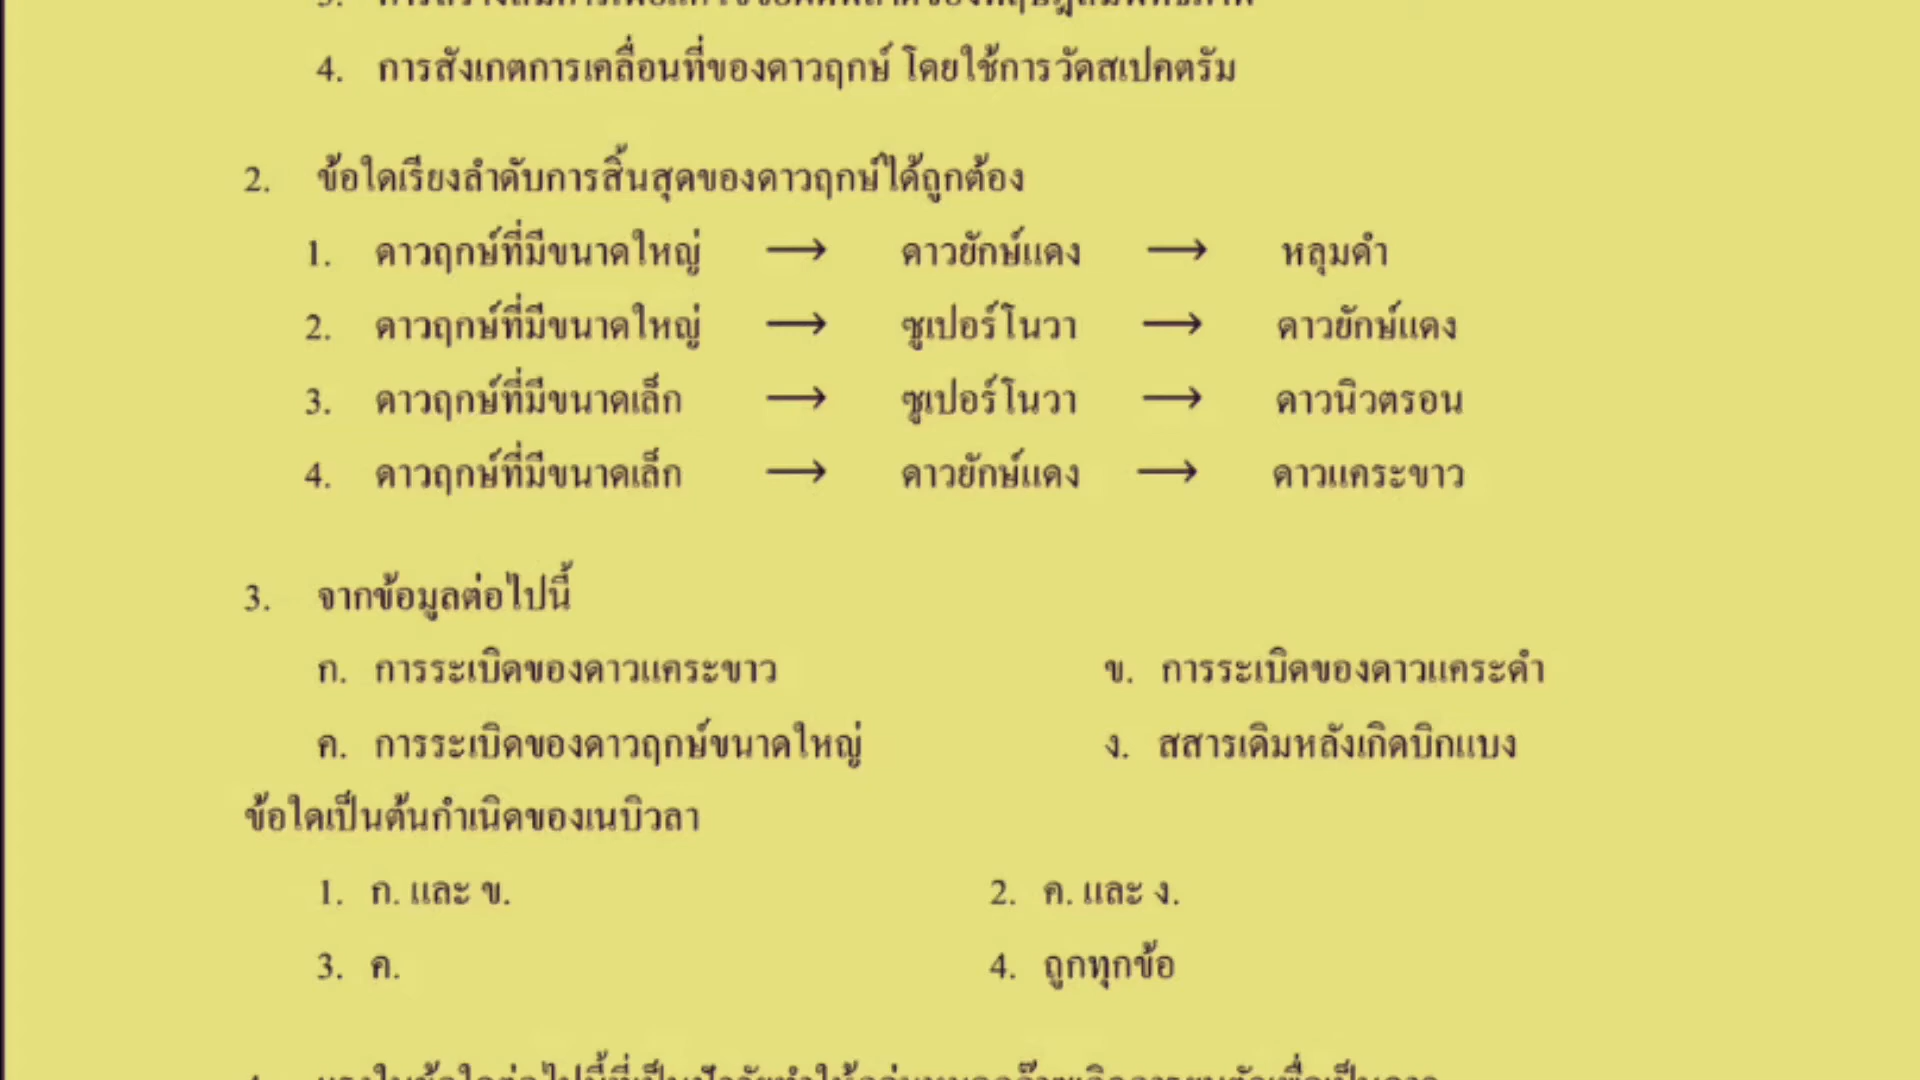 4. การสังเกตการเคลื่อนที่ของดาวฤกษ์ โดยใช้การวัดสเปคตรัม
2. ข้อใดเรียงลำดับการสิ้นสุดของดาวฤกษ์ได้ถูกต้อง
1. ดาวฤกษ์ที่มีขนาดใหญ่ ⟶ ดาวยักษ์แดง ⟶ หลุมดำ
2. ดาวฤกษ์ที่มีขนาดใหญ่ ⟶ ซูเปอร์โนวา ⟶ ดาวยักษ์แดง
3. ดาวฤกษ์ที่มีขนาดเล็ก ⟶ ซูเปอร์โนวา ⟶ ดาวนิวตรอน
4. ดาวฤกษ์ที่มีขนาดเล็ก ⟶ ดาวยักษ์แดง ⟶ ดาวแคระขาว
3. จากข้อมูลต่อไปนี้
ก. การระเบิดของดาวแคระขาว ข. การระเบิดของดาวแคระดำ
ค. การระเบิดของดาวฤกษ์ขนาดใหญ่ ง. สสารเดิมหลังเกิดบิกแบง
ข้อใดเป็นต้นกำเนิดของเนบิวลา
1. ก. และ ข. 2. ค. และ ง.
3. ค. 4. ถูกทุกข้อ